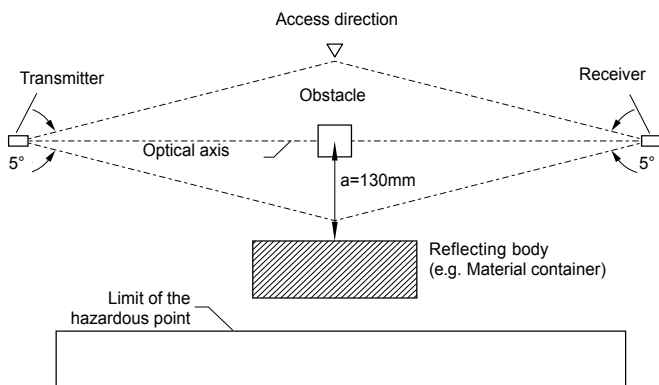 Access direction
Transmitter
Receiver
Obstacle
Optical axis
5°
5°
a=130mm
Reflecting body
(e.g. Material container)
Limit of the
hazardous point